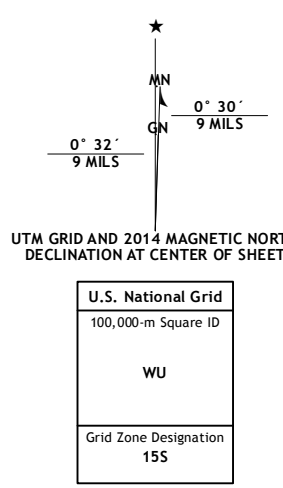 ★
MN
GN
0° 30´
9 MILS
0° 32´
9 MILS
UTM GRID AND 2014 MAGNETIC NORT
DECLINATION AT CENTER OF SHEET
U.S. National Grid
100,000-m Square ID
WU
Grid Zone Designation
15S